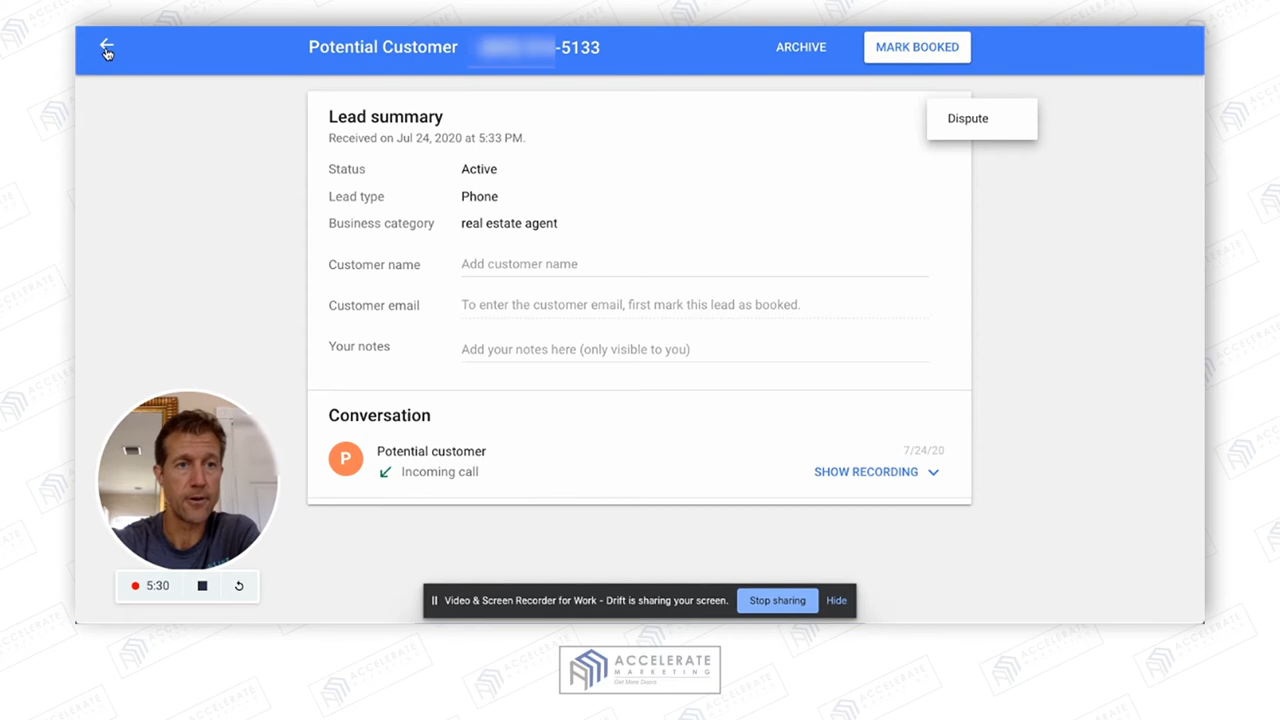 Potential Customer -5133
ARCHIVE
MARK BOOKED
Lead summary
Dispute
Received on Jul 24, 2020 at 5:33 PM.
Status Active
Lead type Phone
Business category real estate agent
Customer name Add customer name
Customer email To enter the customer email, first mark this lead as booked.
Your notes Add your notes here (only visible to you)
Conversation
P
Potential customer 7/24/20
Incoming call SHOW RECORDING
5:30
Video & Screen Recorder for Work - Drift is sharing your screen. Stop sharing Hide
ACCELERATE
MARKETING
Get More Doors